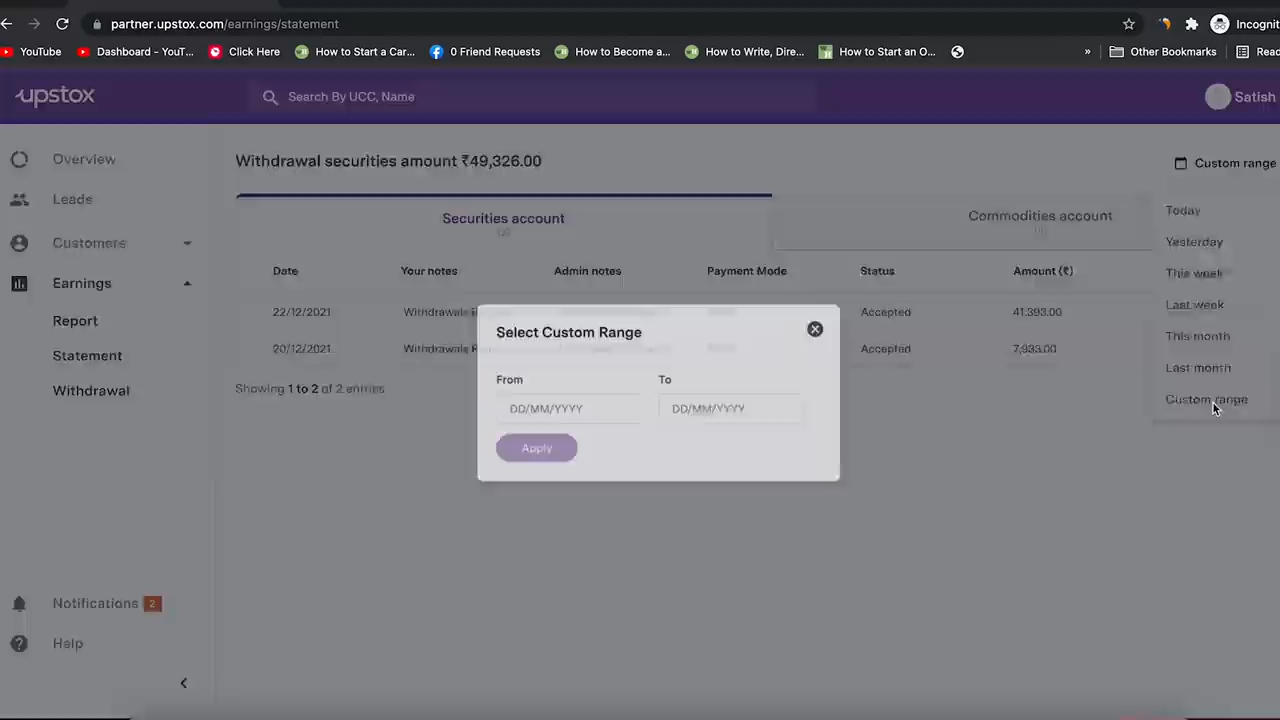 partner.upstox.com/earnings/statement
Incognit
YouTube
Dashboard - YouT...
Click Here
How to Start a Car...
0 Friend Requests
How to Become a...
How to Write, Dire...
How to Start an O...
»
Other Bookmarks
Read
upstox
Search By UCC, Name
Satish
Overview
Leads
Customers
Earnings
Report
Statement
Withdrawal
Notifications 2
Help
Withdrawal securities amount ₹49,326.00
Custom range
Securities account
Commodities account
Date Your notes Admin notes Payment Mode Status Amount (₹)
22/12/2021 Withdrawals Accepted 41,393.00
20/12/2021 Withdrawals Accepted 7,933.00
Showing 1 to 2 of 2 entries
Today
Yesterday
This week
Last week
This month
Last month
Custom range
Select Custom Range
From To
DD/MM/YYYY DD/MM/YYYY
Apply